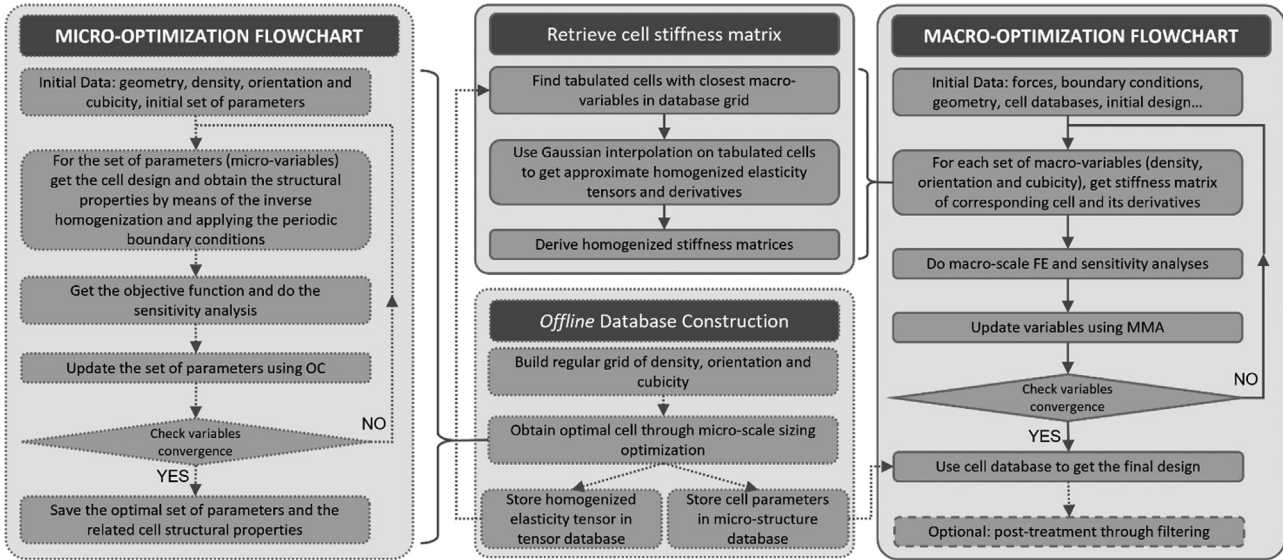 MICRO-OPTIMIZATION FLOWCHART
Initial Data: geometry, density, orientation and
cubicity, initial set of parameters
For the set of parameters (micro-variables)
get the cell design and obtain the structural
properties by means of the inverse
homogenization and applying the periodic
boundary conditions
Get the objective function and do the
sensitivity analysis
Update the set of parameters using OC
Check variables
convergence
NO
YES
Save the optimal set of parameters and the
related cell structural properties
Retrieve cell stiffness matrix
Find tabulated cells with closest macro-
variables in database grid
Use Gaussian interpolation on tabulated cells
to get approximate homogenized elasticity
tensors and derivatives
Derive homogenized stiffness matrices
Offline Database Construction
Build regular grid of density, orientation and
cubicity
Obtain optimal cell through micro-scale sizing
optimization
Store homogenized
elasticity tensor in
tensor database
Store cell parameters
in micro-structure
database
MACRO-OPTIMIZATION FLOWCHART
Initial Data: forces, boundary conditions,
geometry, cell databases, initial design...
For each set of macro-variables (density,
orientation and cubicity), get stiffness matrix
of corresponding cell and its derivatives
Do macro-scale FE and sensitivity analyses
Update variables using MMA
Check variables
convergence
NO
YES
Use cell database to get the final design
Optional: post-treatment through filtering